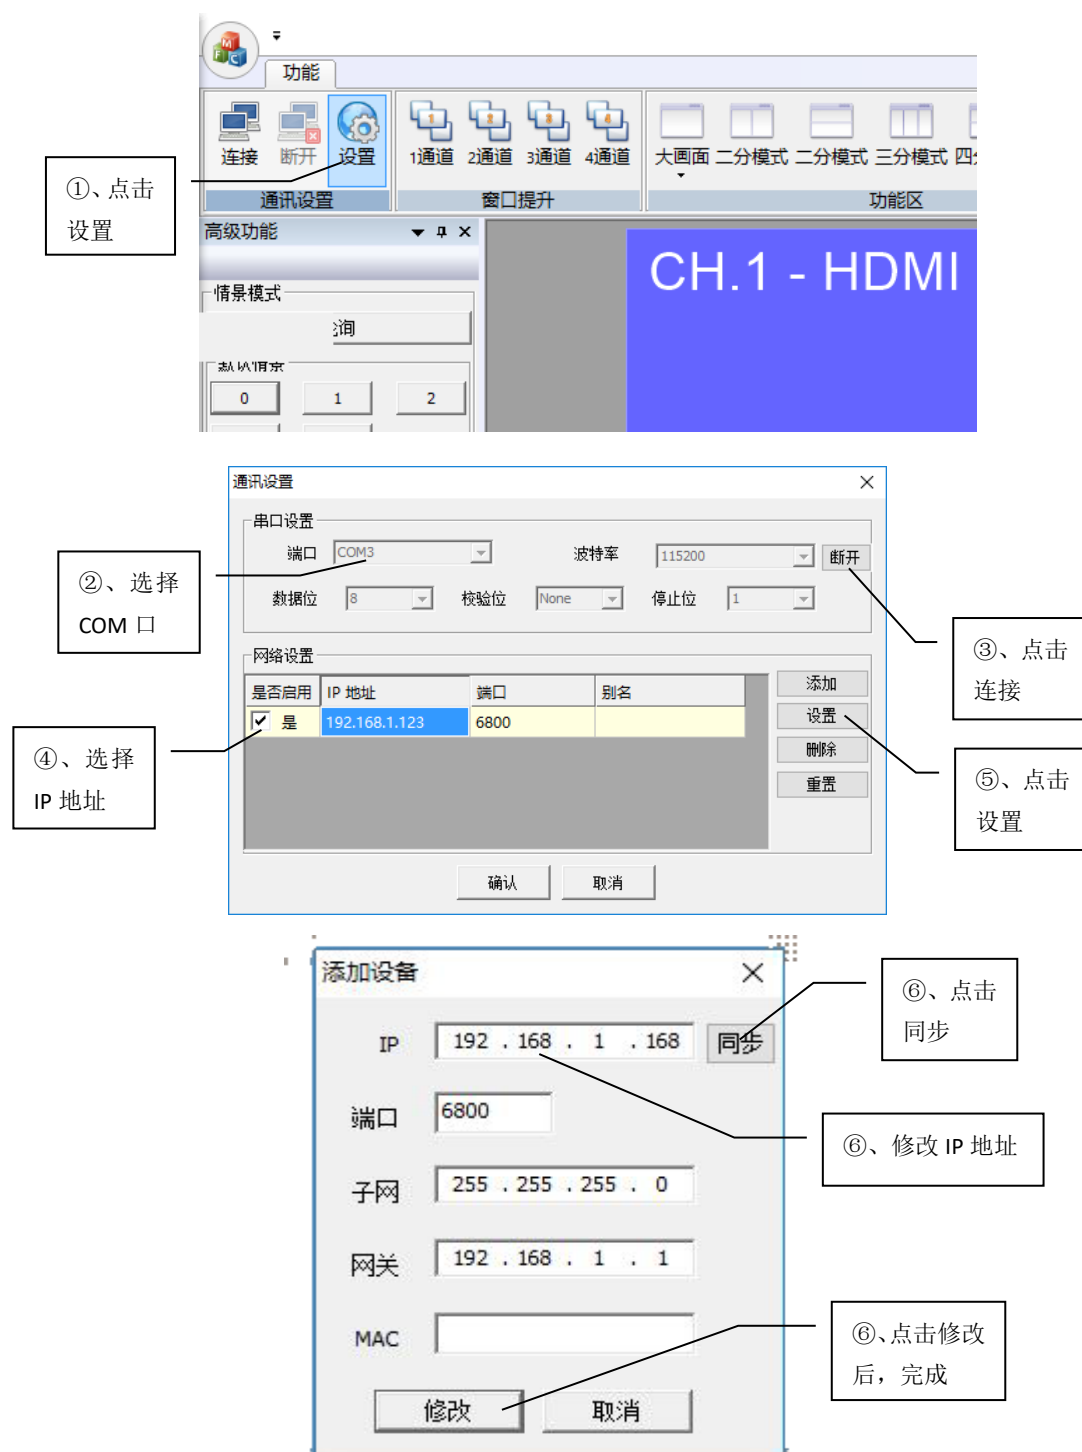 功能
连接 断开 设置 1通道 2通道 3通道 4通道 大画面 二分模式 二分模式 三分模式
通讯设置 窗口提升 功能区
①、点击
设置
高级功能
CH.1 - HDMI
情景模式
0 1 2
通讯设置
串口设置
端口 COM3 波特率 115200 断开
数据位 8 校验位 None 停止位 1
②、选择
COM 口
③、点击
连接
网络设置
是否启用 IP 地址 端口 别名
是 192.168.1.123 6800
添加
设置
删除
重置
④、选择
IP 地址
⑤、点击
设置
确认 取消
添加设备
IP 192 . 168 . 1 . 168 同步
⑥、点击
同步
端口 6800
⑥、修改 IP 地址
子网 255 . 255 . 255 . 0
网关 192 . 168 . 1 . 1
MAC
⑥、点击修改
后，完成
修改 取消